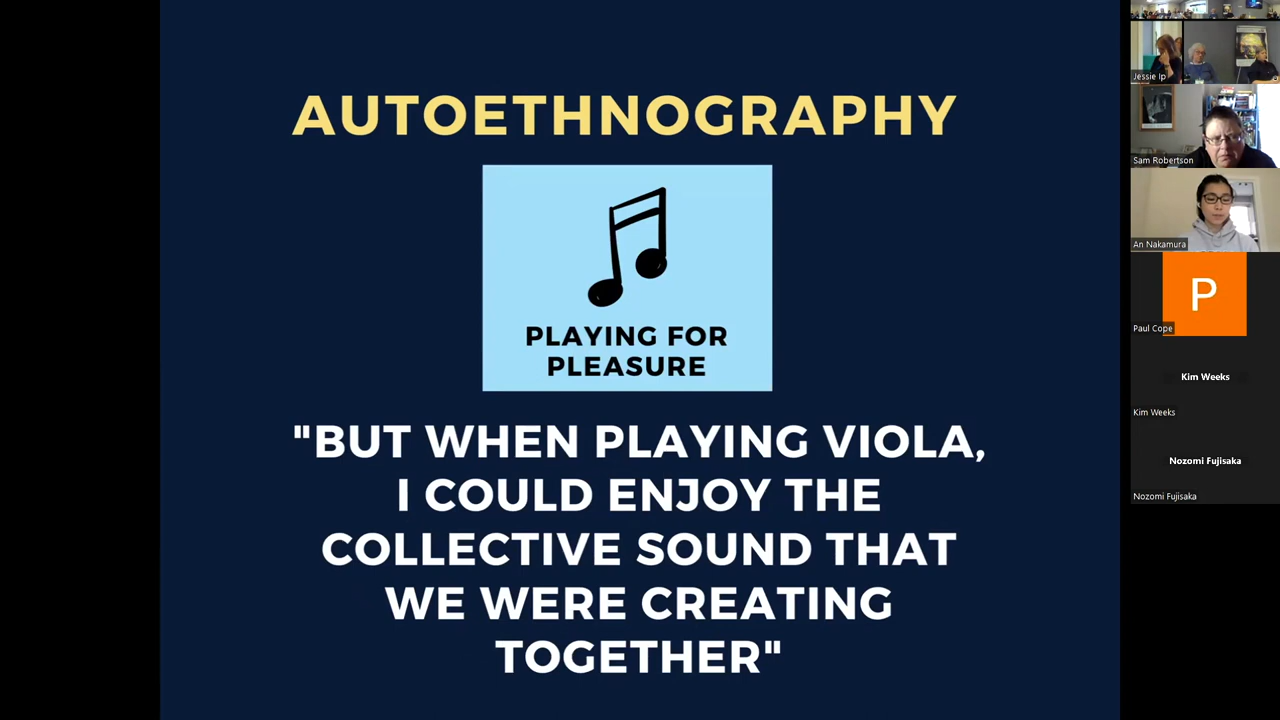 AUTOETHNOGRAPHY
PLAYING FOR
PLEASURE
"BUT WHEN PLAYING VIOLA,
I COULD ENJOY THE
COLLECTIVE SOUND THAT
WE WERE CREATING
TOGETHER"
Jessie Ip
Sam Robertson
An Nakamura
P
Paul Cope
Kim Weeks
Kim Weeks
Nozomi Fujisaka
Nozomi Fujisaka